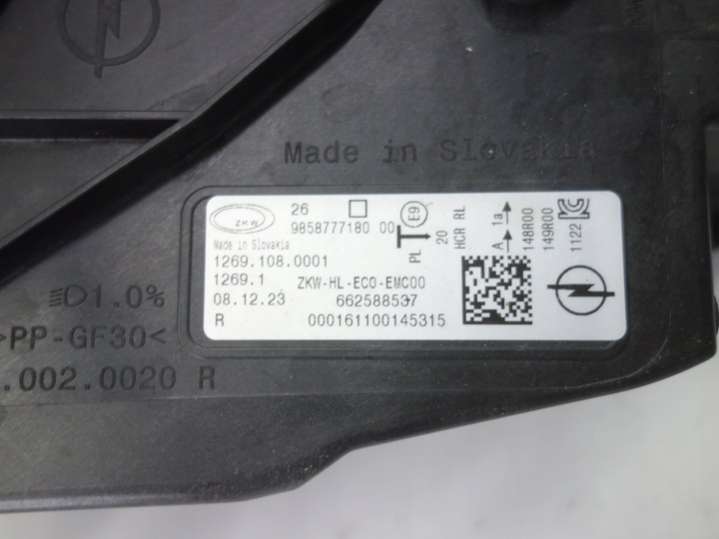 Made in Slovakia
ZKW
26
9858777180 00
Made in Slovakia
1269.108.0001
1269.1 ZKW-HL-ECO-EMC00
08.12.23 662588537
R 000161100145315
T
PL
E9
20
HCR RL
A 1a
148R00
149R00
1122
1.0%
>PP-GF30<
.002.0020 R